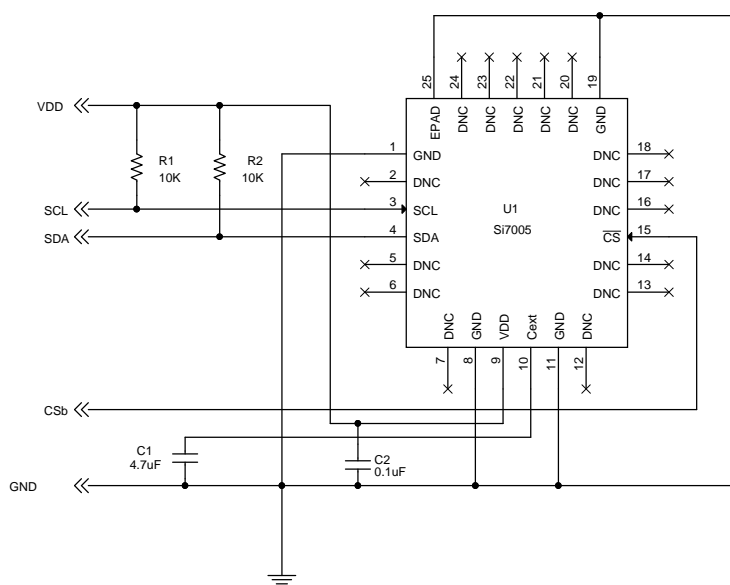 25
24
23
22
21
20
19
EPAD
DNC
DNC
DNC
DNC
DNC
GND
VDD
R1
10K
R2
10K
SCL
SDA
1
GND
2
DNC
3
SCL
4
SDA
5
DNC
6
DNC
U1
Si7005
DNC
18
DNC
17
DNC
16
CS
15
DNC
14
DNC
13
DNC
GND
VDD
Cext
GND
DNC
7
8
9
10
11
12
CSb
C1
4.7uF
C2
0.1uF
GND